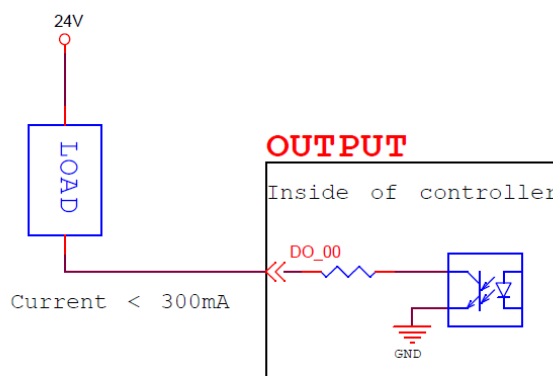 24V
LOAD
OUTPUT
Inside of controller
DO_00
Current < 300mA
GND